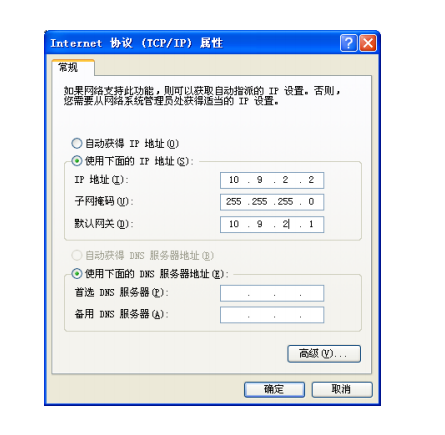 Internet 协议 (TCP/IP) 属性
常规
如果网络支持此功能，则可以获取自动指派的 IP 设置。否则，
您需要从网络系统管理员处获得适当的 IP 设置。
自动获得 IP 地址(O)
使用下面的 IP 地址(S):
IP 地址(I): 10 . 9 . 2 . 2
子网掩码(U): 255 .255 .255 . 0
默认网关(D): 10 . 9 . 2 . 1
自动获得 DNS 服务器地址(B)
使用下面的 DNS 服务器地址(E):
首选 DNS 服务器(P): . . .
备用 DNS 服务器(A): . . .
高级(V)...
确定 取消